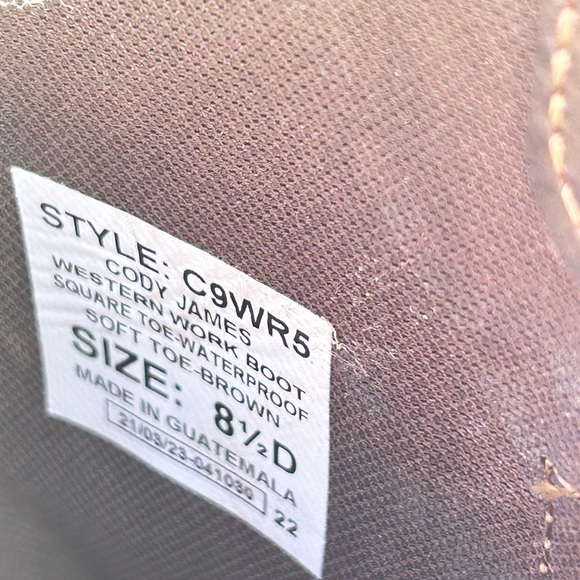 STYLE: C9WR5
CODY JAMES
WESTERN WORK BOOT
SQUARE TOE-WATERPROOF
SOFT TOE-BROWN
SIZE: 8½D
MADE IN GUATEMALA
21/03/23-041030 22